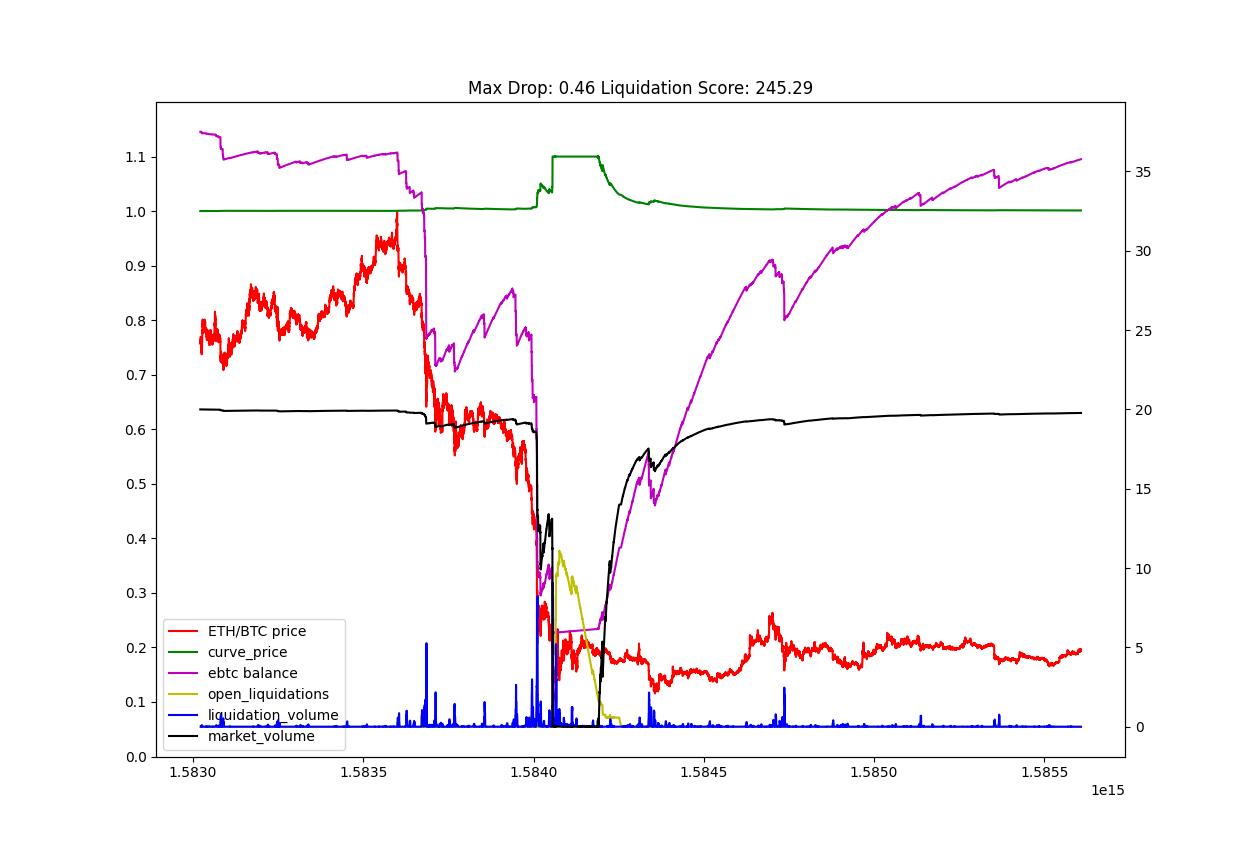 Max Drop: 0.46 Liquidation Score: 245.29
1.1
1.0
0.9
0.8
0.7
0.6
0.5
0.4
0.3
0.2
0.1
0.0
35
30
25
20
15
10
5
0
ETH/BTC price
curve_price
ebtc balance
open_liquidations
liquidation_volume
market_volume
1.5830 1.5835 1.5840 1.5845 1.5850 1.5855
1e15